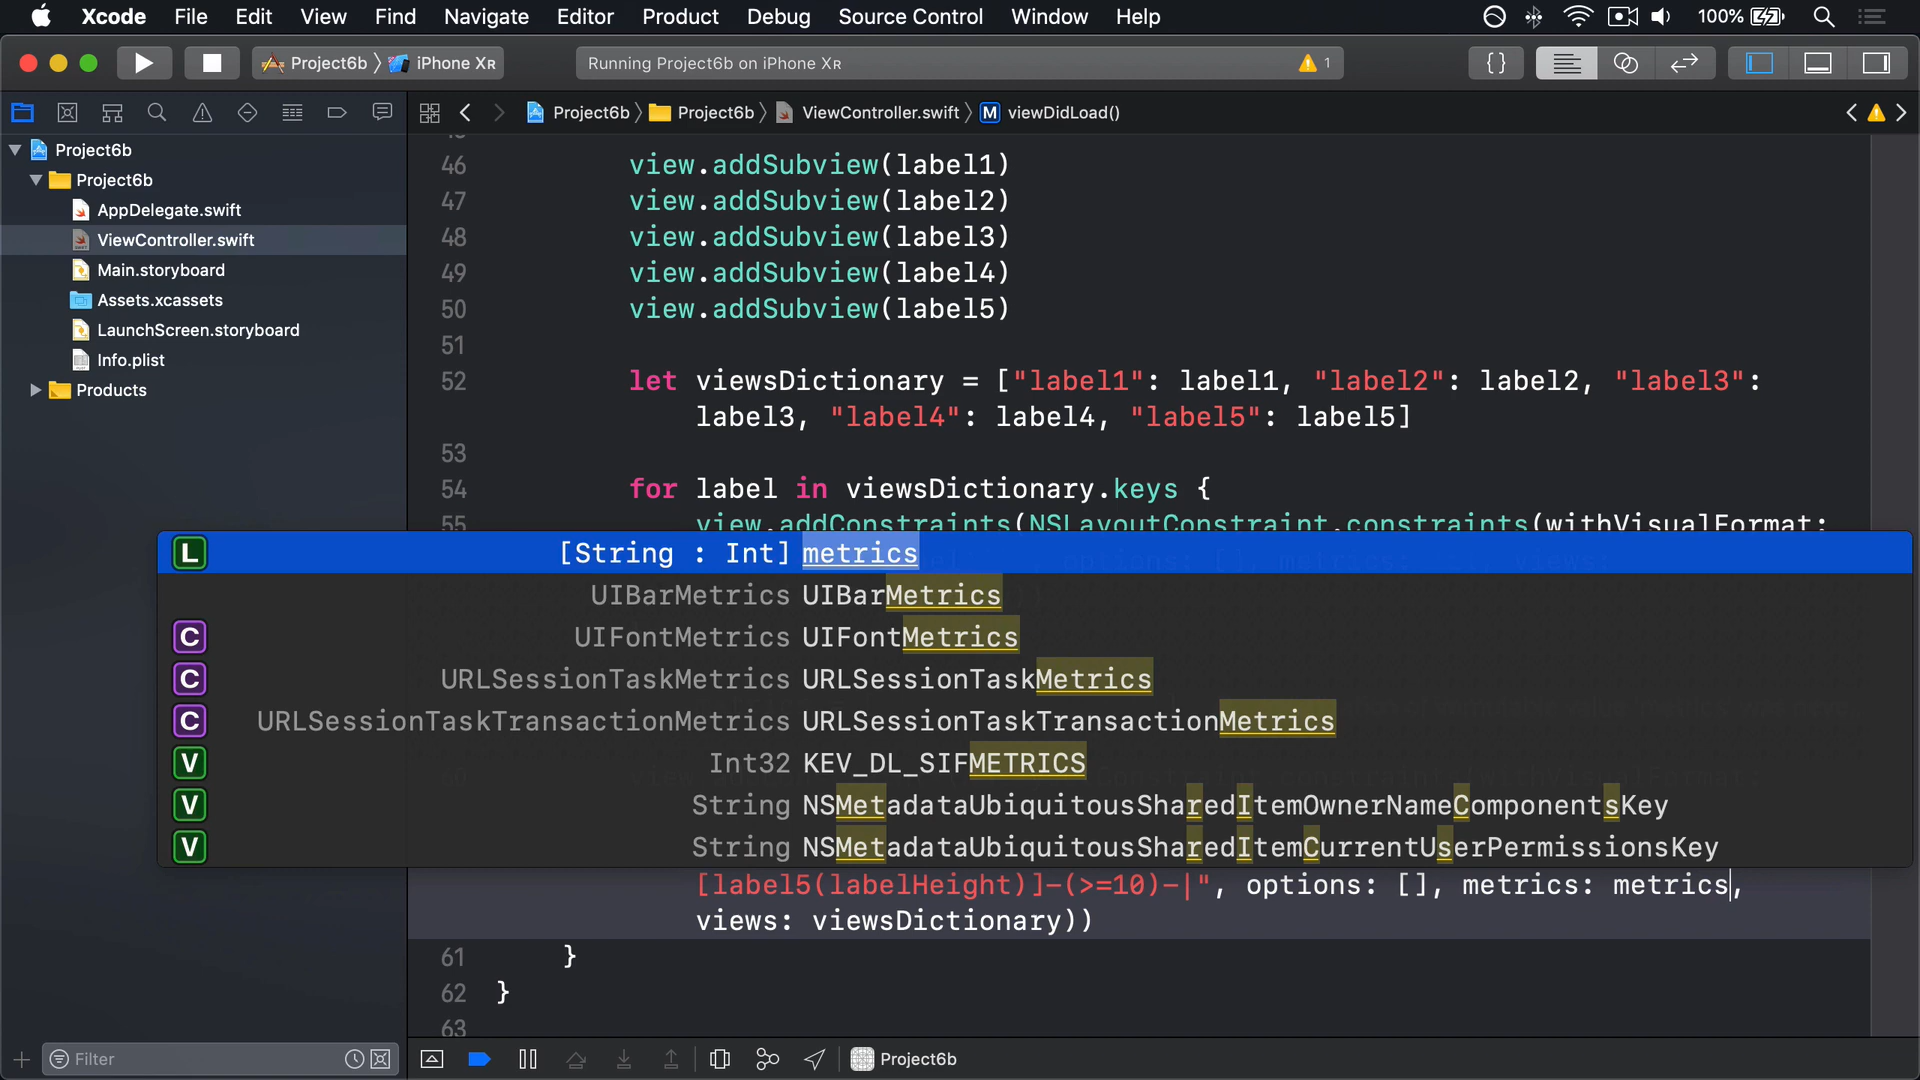 Xcode File Edit View Find Navigate Editor Product Debug Source Control Window Help 100%
Project6b iPhone XR Running Project6b on iPhone XR 1 {}
Project6b Project6b ViewController.swift M viewDidLoad()
Project6b
Project6b
AppDelegate.swift
ViewController.swift
Main.storyboard
Assets.xcassets
LaunchScreen.storyboard
Info.plist
Products
46 view.addSubview(label1)
47 view.addSubview(label2)
48 view.addSubview(label3)
49 view.addSubview(label4)
50 view.addSubview(label5)
51
52 let viewsDictionary = ["label1": label1, "label2": label2, "label3":
label3, "label4": label4, "label5": label5]
53
54 for label in viewsDictionary.keys {
55 view.addConstraints(NSLayoutConstraint.constraints(withVisualFormat:
L [String : Int] metrics
UIBarMetrics UIBarMetrics
C UIFontMetrics UIFontMetrics
C URLSessionTaskMetrics URLSessionTaskMetrics
C URLSessionTaskTransactionMetrics URLSessionTaskTransactionMetrics
V Int32 KEV_DL_SIFMETRICS
V String NSMetadataUbiquitousSharedItemOwnerNameComponentsKey
V String NSMetadataUbiquitousSharedItemCurrentUserPermissionsKey
[label5(labelHeight)]-(>=10)-|", options: [], metrics: metrics,
views: viewsDictionary))
61 }
62 }
63
Filter
Project6b